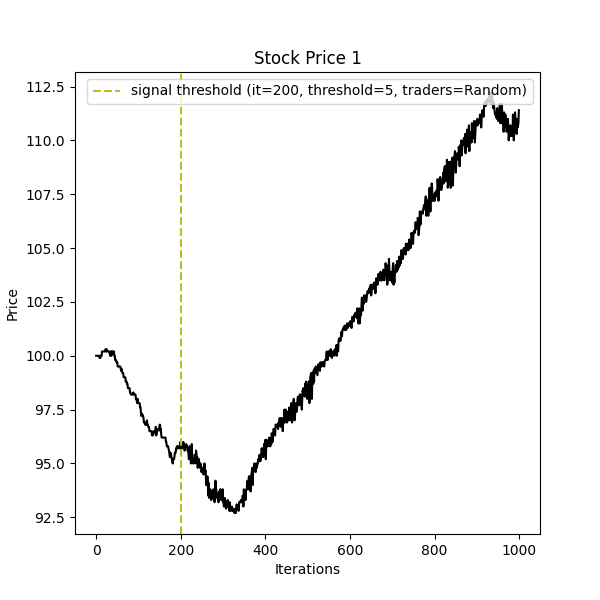 Stock Price 1
signal threshold (it=200, threshold=5, traders=Random)
112.5
110.0
107.5
105.0
102.5
100.0
97.5
95.0
92.5
Price
0 200 400 600 800 1000
Iterations